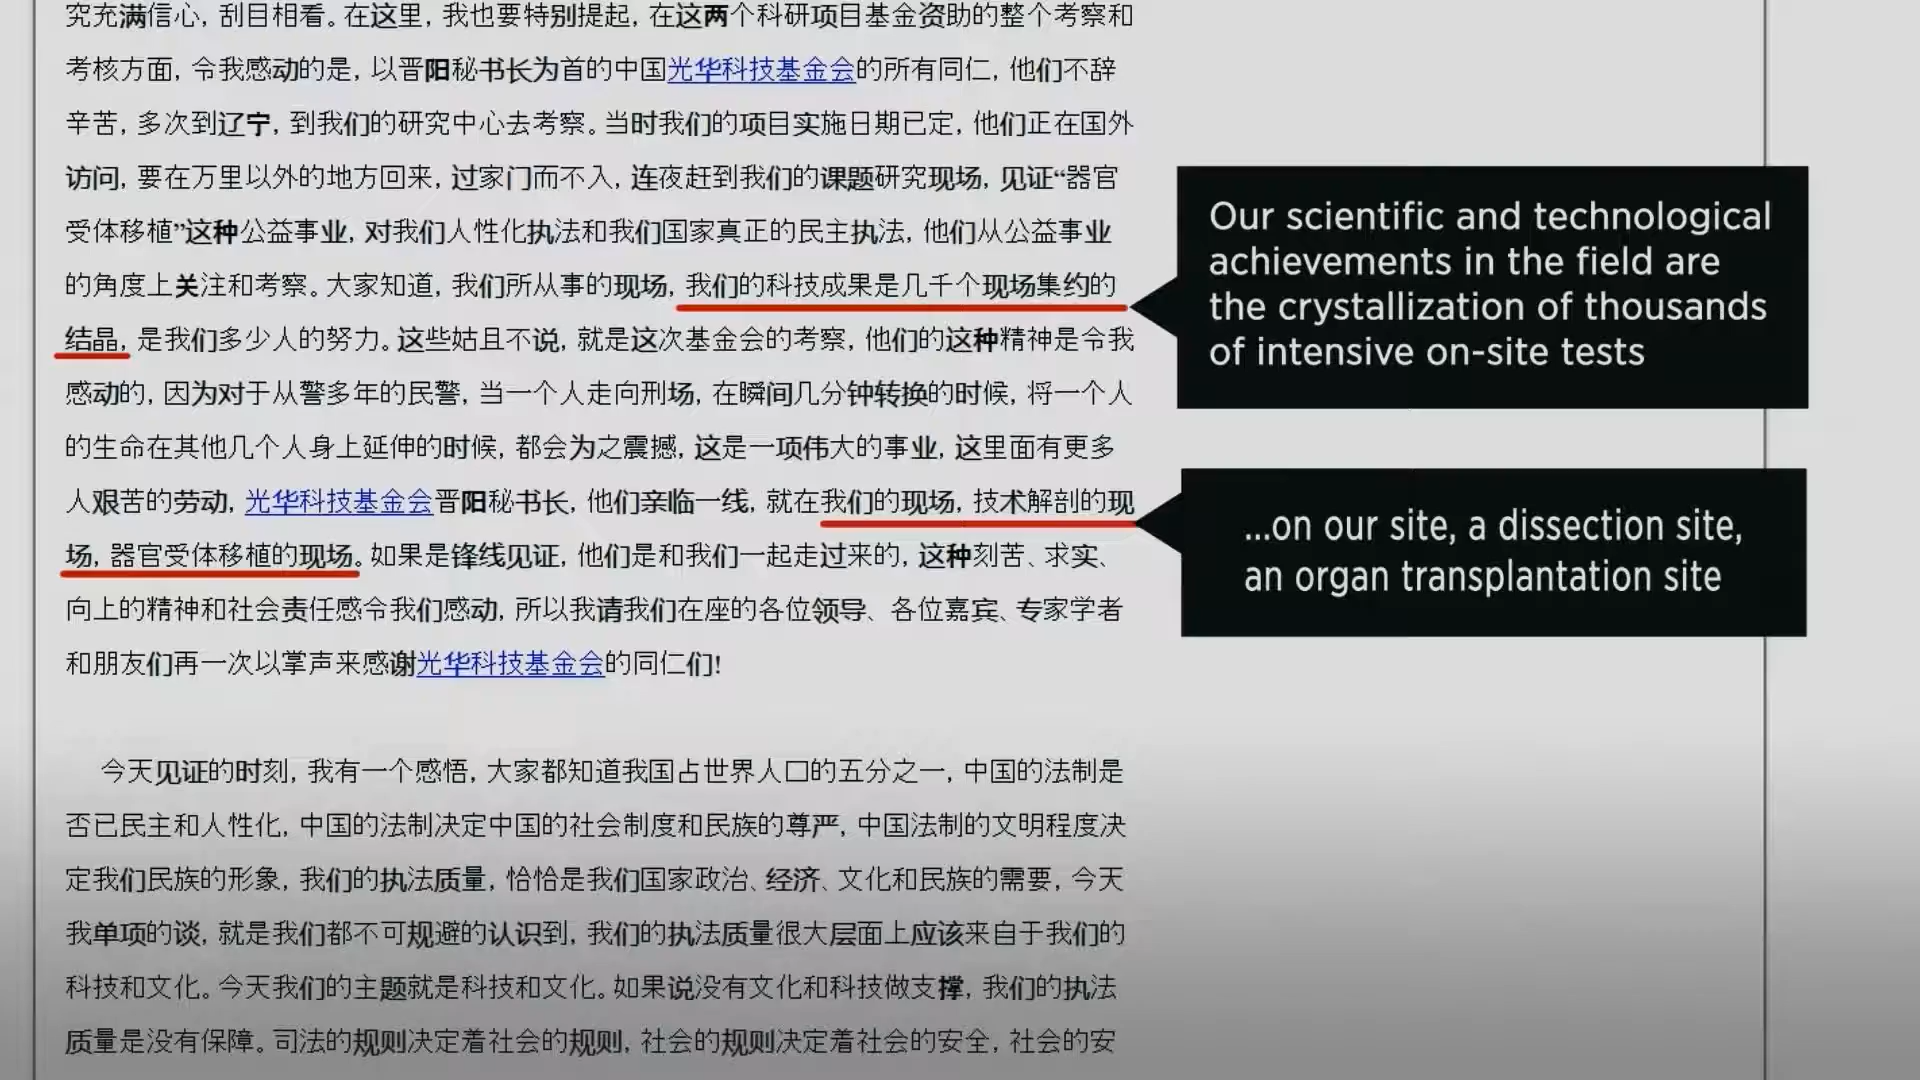 究充满信心, 刮目相看。在这里, 我也要特别提起, 在这两个科研项目基金资助的整个考察和
考核方面, 令我感动的是, 以晋阳秘书长为首的中国光华科技基金会的所有同仁, 他们不辞
辛苦, 多次到辽宁, 到我们的研究中心去考察。当时我们的项目实施日期已定, 他们正在国外
访问, 要在万里以外的地方回来, 过家门而不入, 连夜赶到我们的课题研究现场, 见证“器官
受体移植”这种公益事业, 对我们人性化执法和我们国家真正的民主执法, 他们从公益事业
的角度上关注和考察。大家知道, 我们所从事的现场, 我们的科技成果是几千个现场集约的
结晶, 是我们多少人的努力。这些姑且不说, 就是这次基金会的考察, 他们的这种精神是令我
感动的, 因为对于从警多年的民警, 当一个人走向刑场, 在瞬间几分钟转换的时候, 将一个人
的生命在其他几个人身上延伸的时候, 都会为之震撼, 这是一项伟大的事业, 这里面有更多
人艰苦的劳动, 光华科技基金会晋阳秘书长, 他们亲临一线, 就在我们的现场, 技术解剖的现
场, 器官受体移植的现场。如果是锋线见证, 他们是和我们一起走过来的, 这种刻苦、求实、
向上的精神和社会责任感令我们感动, 所以我请我们在座的各位领导、各位嘉宾、专家学者
和朋友们再一次以掌声来感谢光华科技基金会的同仁们!
今天见证的时刻, 我有一个感悟, 大家都知道我国占世界人口的五分之一, 中国的法制是
否已民主和人性化, 中国的法制决定中国的社会制度和民族的尊严, 中国法制的文明程度决
定我们民族的形象, 我们的执法质量, 恰恰是我们国家政治、经济、文化和民族的需要, 今天
我单项的谈, 就是我们都不可规避的认识到, 我们的执法质量很大层面上应该来自于我们的
科技和文化。今天我们的主题就是科技和文化。如果说没有文化和科技做支撑, 我们的执法
质量是没有保障。司法的规则决定着社会的规则, 社会的规则决定着社会的安全, 社会的安
Our scientific and technological
achievements in the field are
the crystallization of thousands
of intensive on-site tests
...on our site, a dissection site,
an organ transplantation site